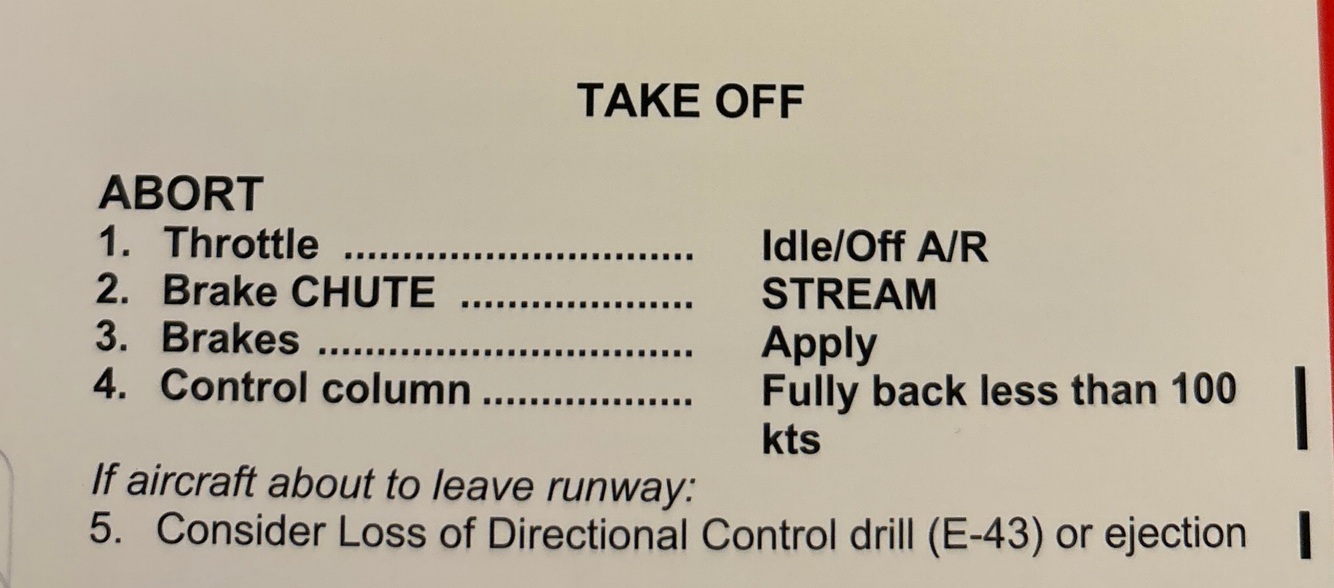 TAKE OFF
ABORT
1. Throttle .............................. Idle/Off A/R
2. Brake CHUTE .................... STREAM
3. Brakes ................................ Apply
4. Control column .................. Fully back less than 100
kts
If aircraft about to leave runway:
5. Consider Loss of Directional Control drill (E-43) or ejection